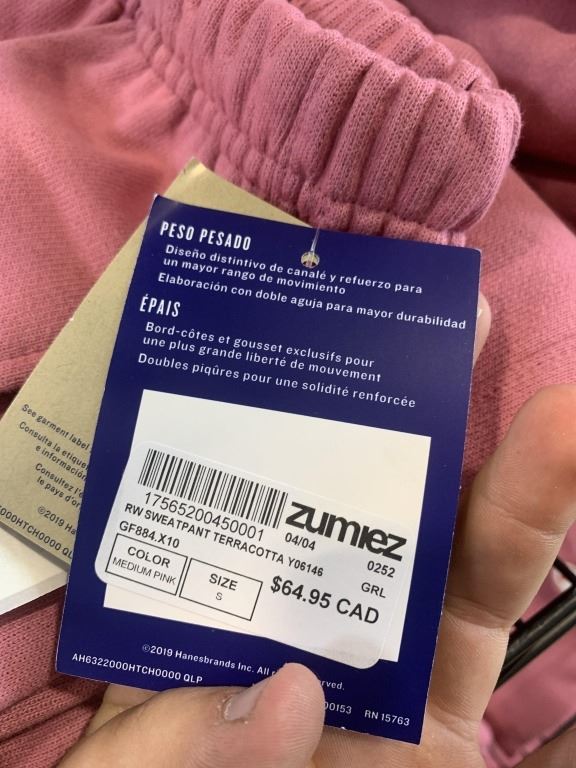 PESO PESADO
Diseño distintivo de canalé y refuerzo para
un mayor rango de movimiento
Elaboración con doble aguja para mayor durabilidad
ÉPAIS
Bord-côtes et gousset exclusifs pour
une plus grande liberté de mouvement
Doubles piqûres pour une solidité renforcée
17565200450001
zumiez
RW SWEATPANT TERRACOTTA Y06146
04/04
0252
GF884.X10
GRL
COLOR
MEDIUM PINK
SIZE
S
$64.95 CAD
©2019 Hanesbrands Inc. All
AH6322000HTCH0000 QLP
RN 15763
See garment label
Consulta la
e
Consultez
le pays
©2019